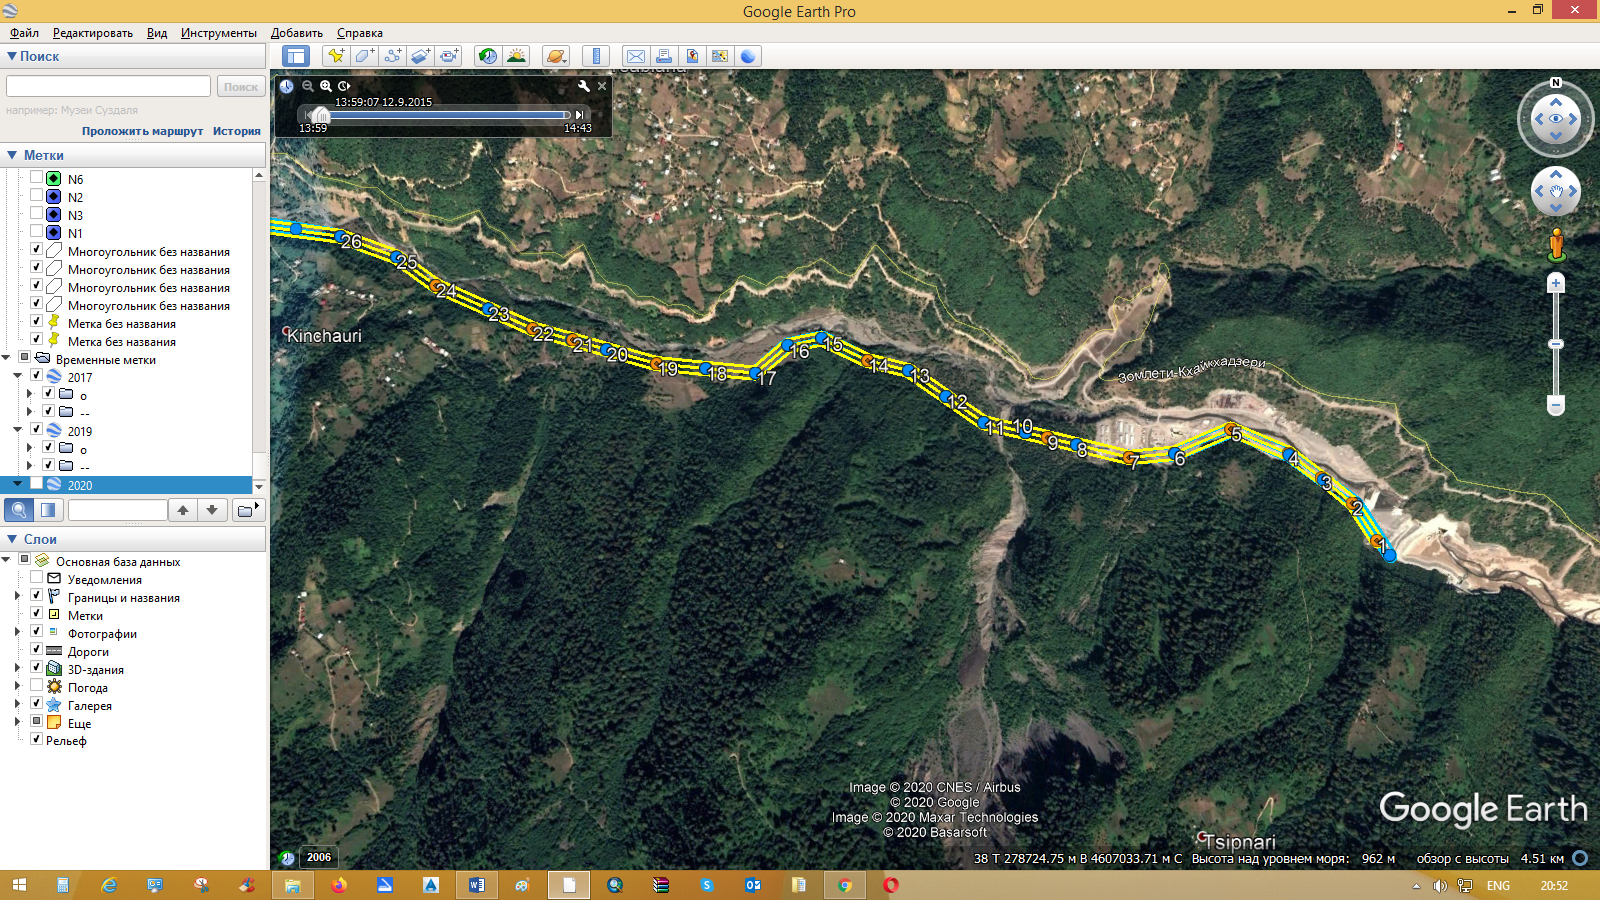 Google Earth Pro
Файл Редактировать Вид Инструменты Добавить Справка
Поиск
Поиск
например: Музеи Суздаля
Проложить маршрут История
Метки
N6
N2
N3
N1
Многоугольник без названия
Многоугольник без названия
Многоугольник без названия
Многоугольник без названия
Метка без названия
Метка без названия
Временные метки
2017
о
--
2019
о
--
2020
Слои
Основная база данных
Уведомления
Границы и названия
Метки
Фотографии
Дороги
3D-здания
Погода
Галерея
Еще
Рельеф
13:59:07 12.9.2015
13:59 14:43
N
26
25
24
23
22
21
20
19
18
17
16
15
14
13
12
11
10
9
8
7
6
5
4
3
2
1
Kinchauri
Зомлети-Кхайкхадзери
Tsipnari
Image © 2020 CNES / Airbus
© 2020 Google
Image © 2020 Maxar Technologies
© 2020 Basarsoft
Google Earth
2006
38 T 278724.75 м В 4607033.71 м С Высота над уровнем моря: 962 м обзор с высоты 4.51 км
ENG 20:52